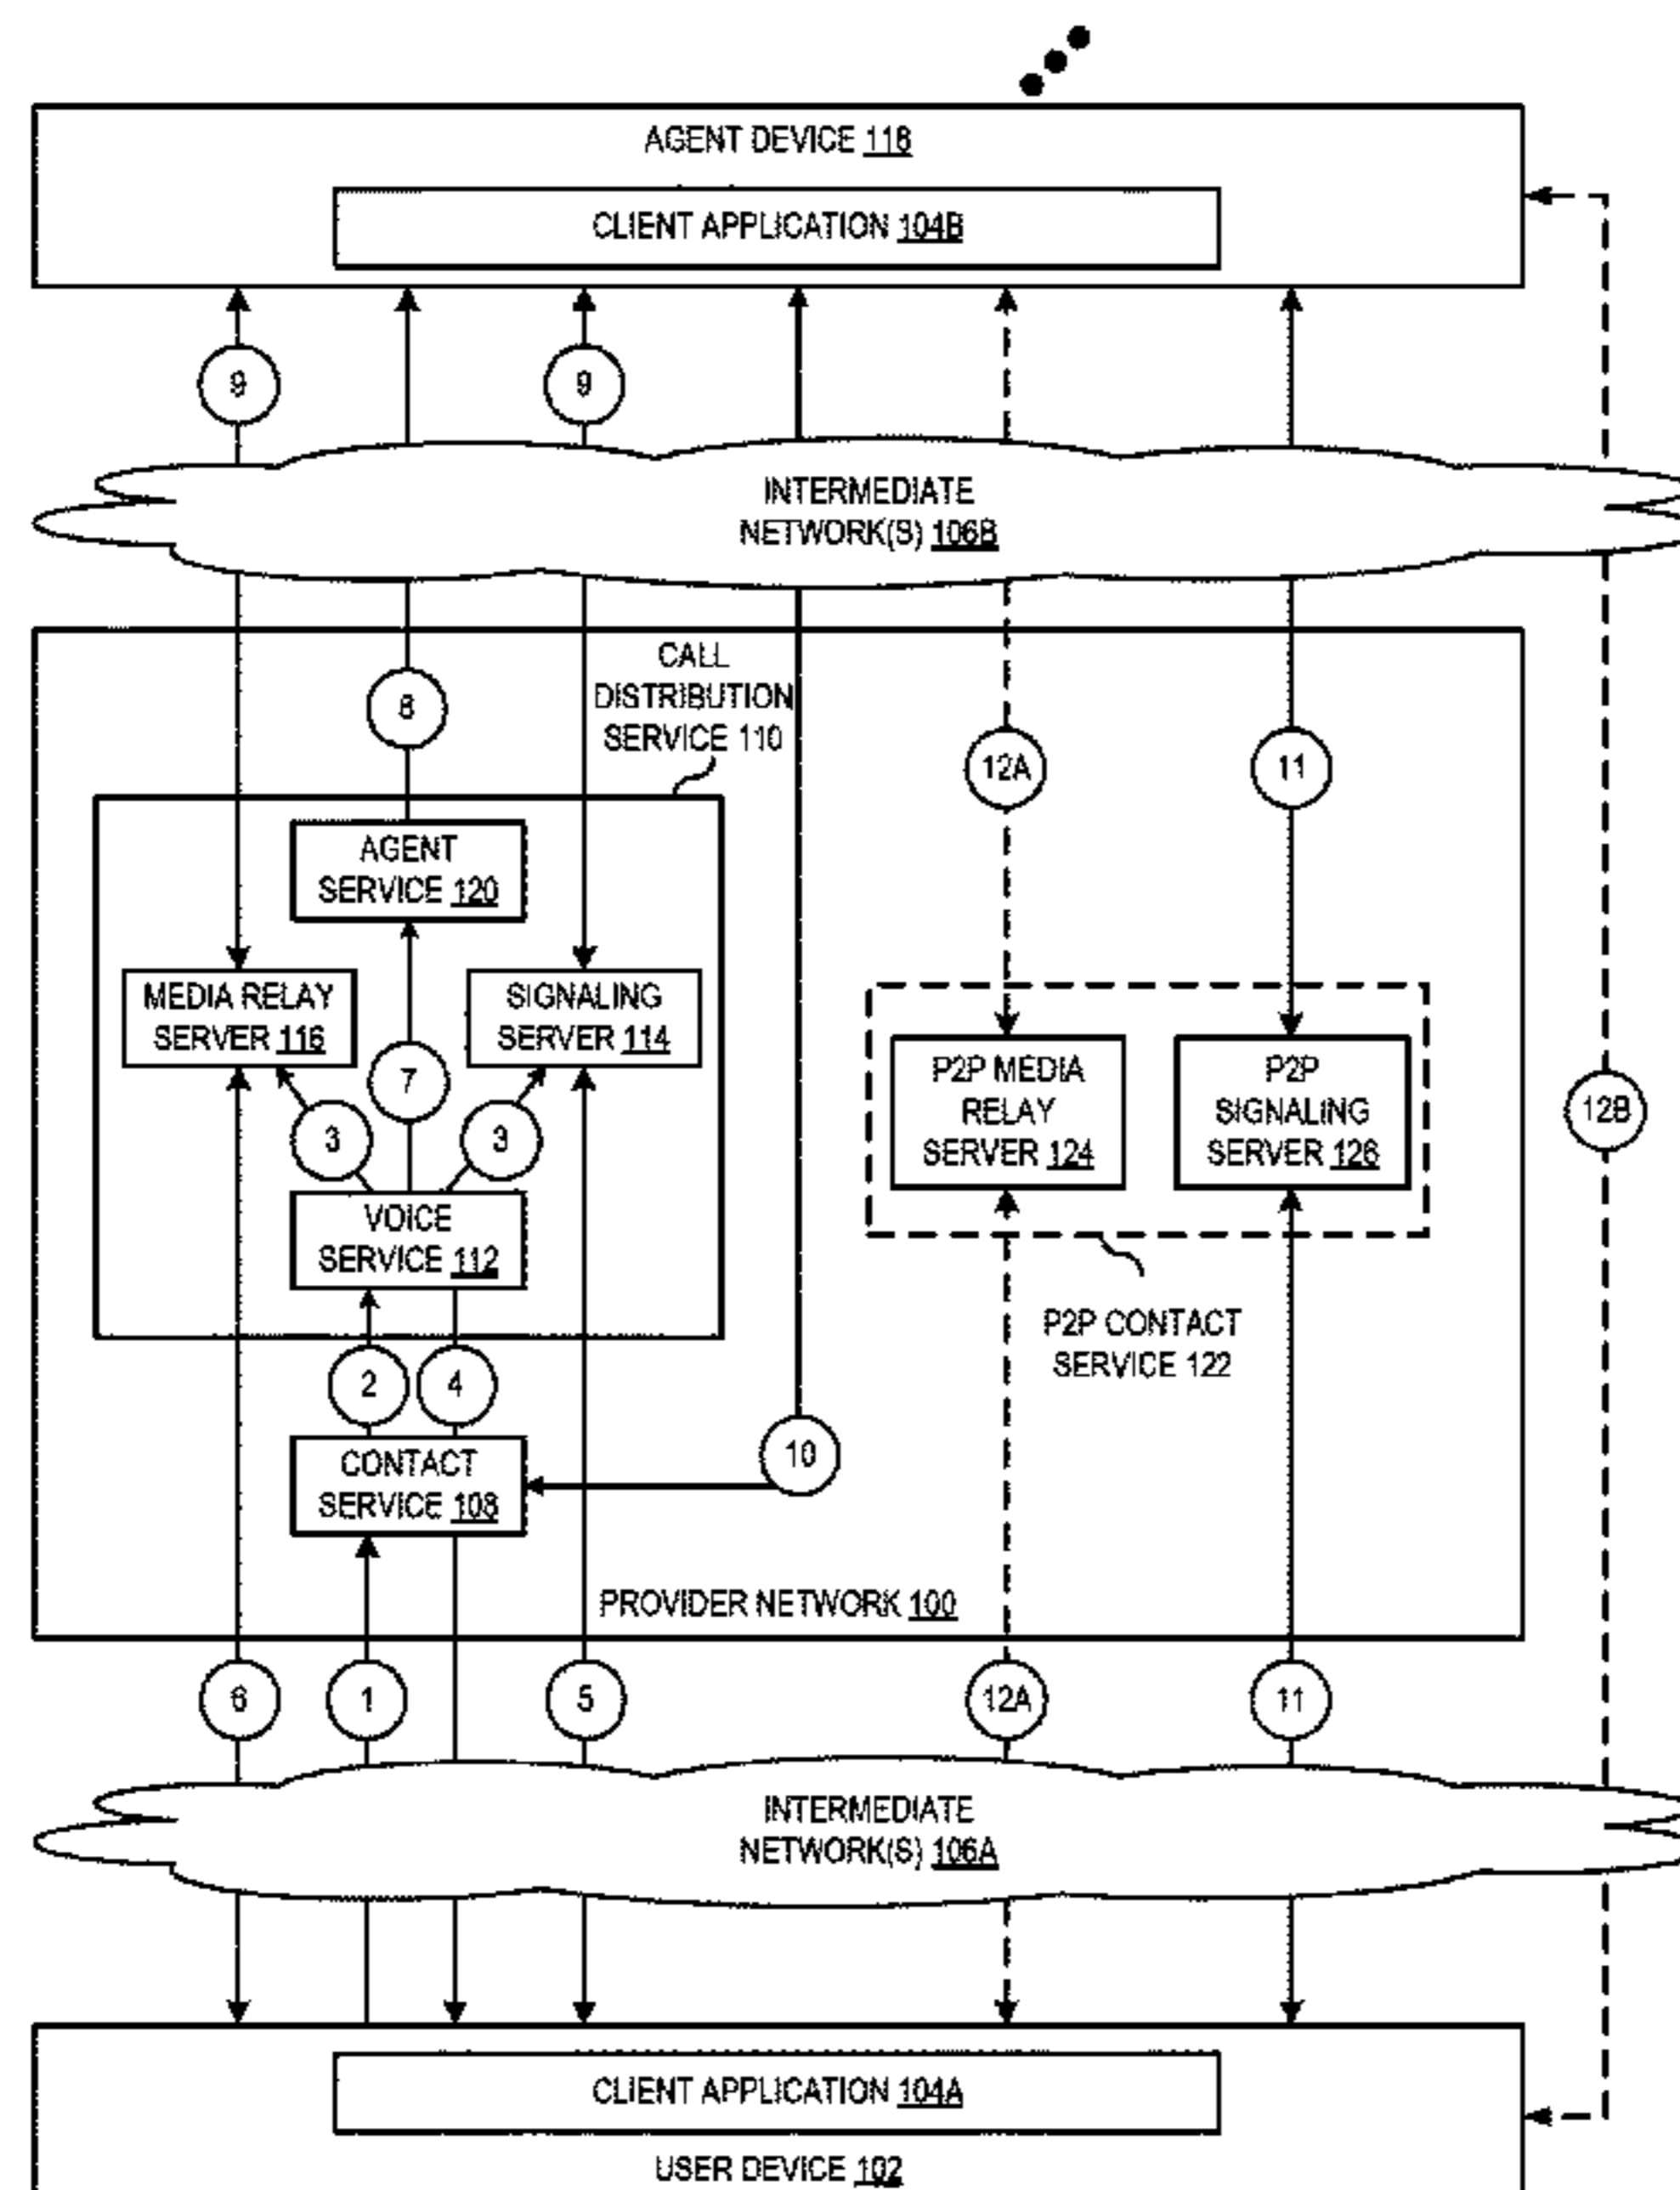 AGENT DEVICE 118
CLIENT APPLICATION 104B
9
9
INTERMEDIATE
NETWORK(S) 106B
CALL
DISTRIBUTION
SERVICE 110
8
12A
11
AGENT
SERVICE 120
MEDIA RELAY
SERVER 116
SIGNALING
SERVER 114
7
3
3
P2P MEDIA
RELAY
SERVER 124
P2P
SIGNALING
SERVER 126
12B
VOICE
SERVICE 112
P2P CONTACT
SERVICE 122
2
4
10
CONTACT
SERVICE 108
PROVIDER NETWORK 100
6
1
5
12A
11
INTERMEDIATE
NETWORK(S) 106A
CLIENT APPLICATION 104A
USER DEVICE 102